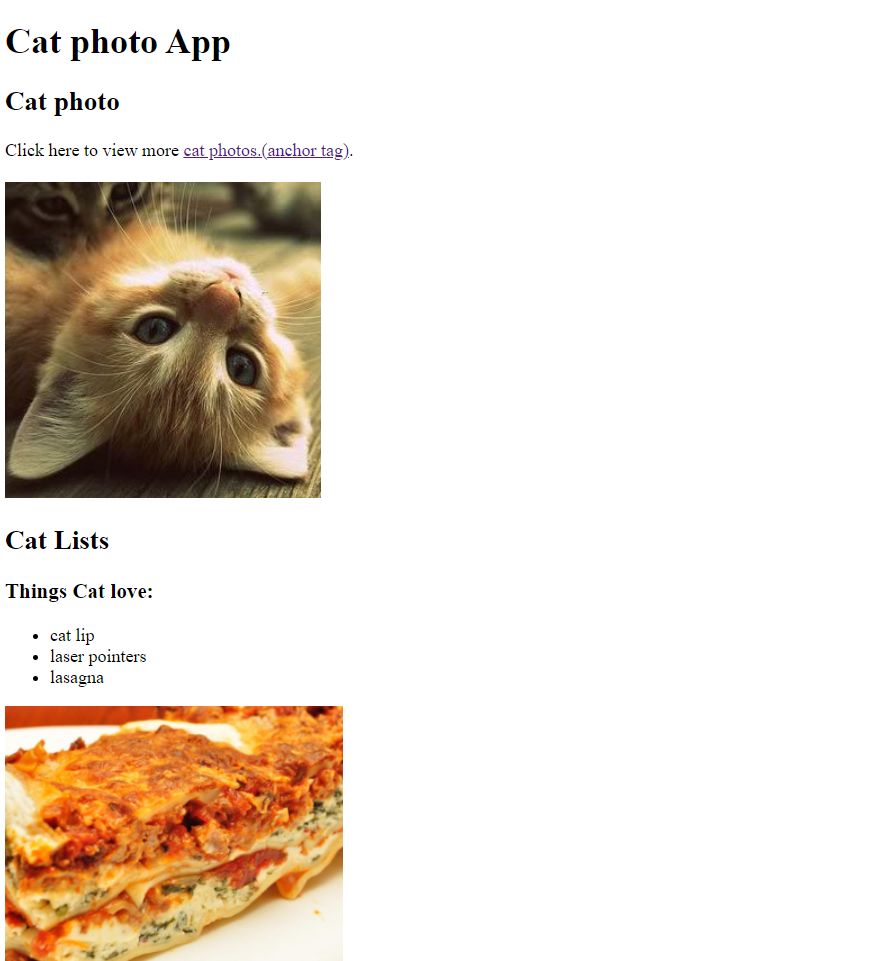 Cat photo App
Cat photo
Click here to view more cat photos.(anchor tag).
Cat Lists
Things Cat love:
cat lip
laser pointers
lasagna